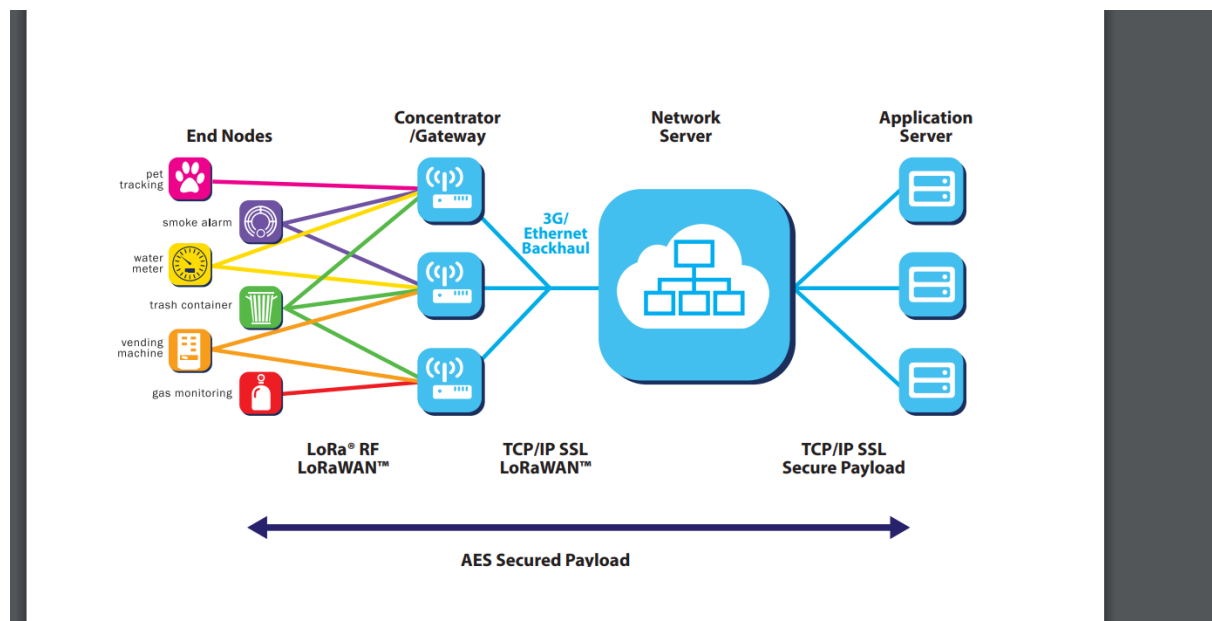 End Nodes
Concentrator
/Gateway
Network
Server
Application
Server
pet
tracking
smoke alarm
water
meter
trash container
vending
machine
gas monitoring
3G/
Ethernet
Backhaul
LoRa® RF
LoRaWAN™
TCP/IP SSL
LoRaWAN™
TCP/IP SSL
Secure Payload
AES Secured Payload